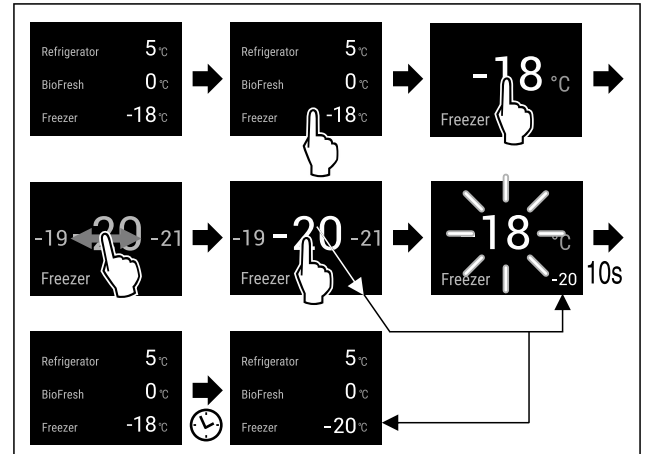 Refrigerator 5 °C
BioFresh 0 °C
Freezer -18 °C
Refrigerator 5 °C
BioFresh 0 °C
Freezer -18 °C
-18 °C
Freezer
-19 -20 -21
Freezer
-19 -20 -21
Freezer
-18 °C
Freezer -20
10s
Refrigerator 5 °C
BioFresh 0 °C
Freezer -18 °C
Refrigerator 5 °C
BioFresh 0 °C
Freezer -20 °C